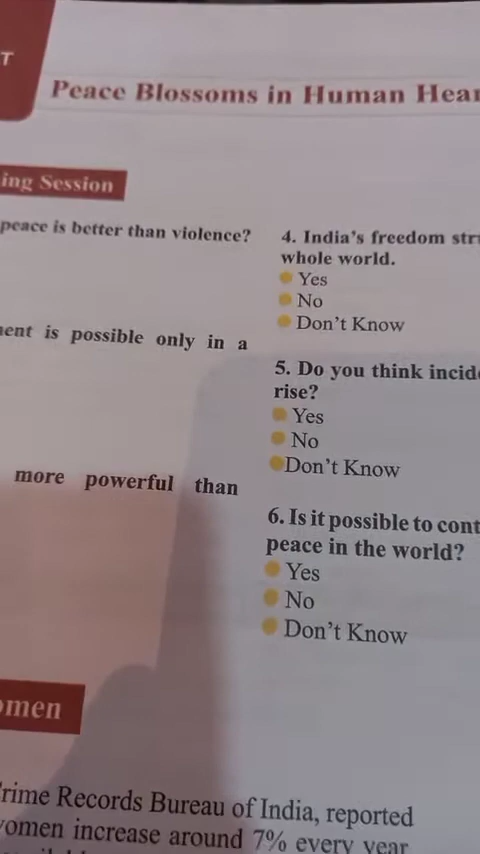 T
Peace Blossoms in Human Hear
ing Session
peace is better than violence?
ent is possible only in a
more powerful than
4. India's freedom str
whole world.
Yes
No
Don't Know
5. Do you think incid
rise?
Yes
No
Don't Know
6. Is it possible to cont
peace in the world?
Yes
No
Don't Know
omen
rime Records Bureau of India, reported
omen increase around 7% every year